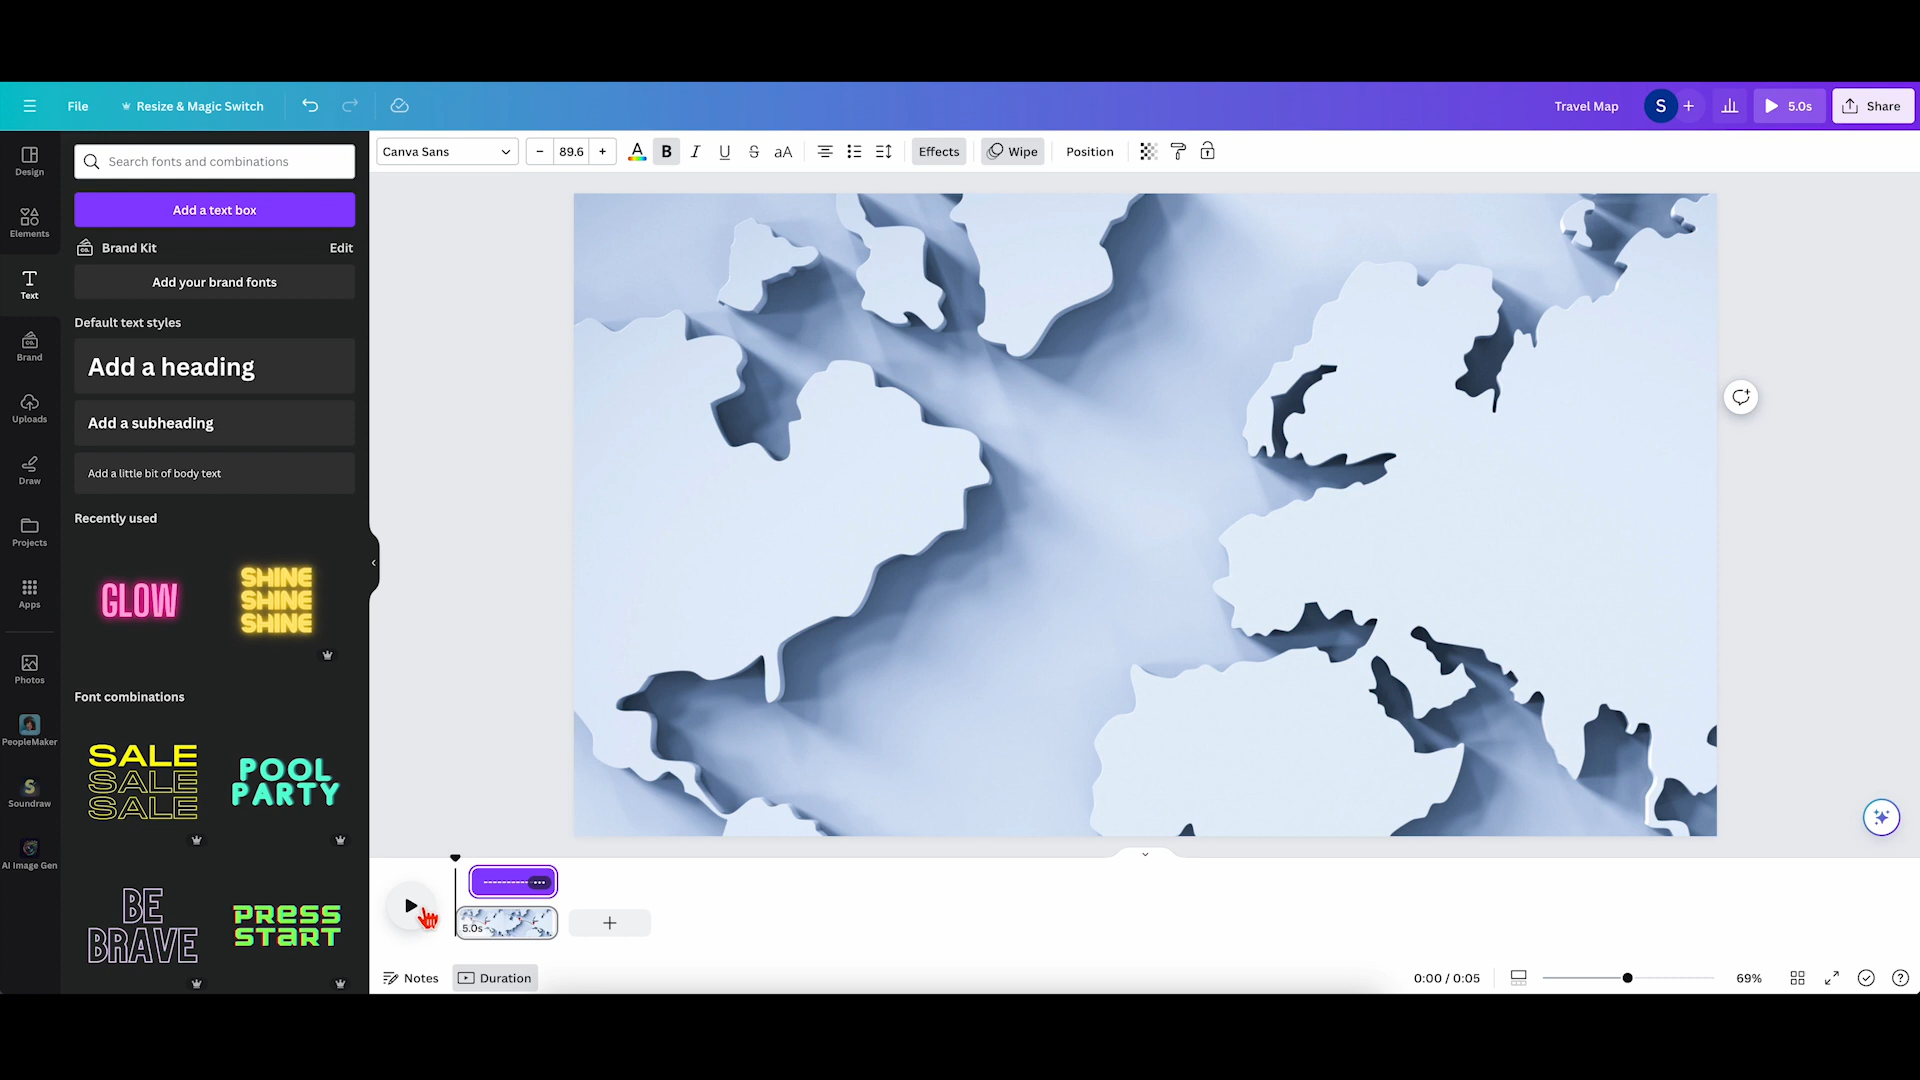 File
Resize & Magic Switch
Travel Map
S
5.0s
Share
Design
Elements
Text
Brand
Uploads
Draw
Projects
Apps
Photos
PeopleMaker
Soundraw
AI Image Gen
Search fonts and combinations
Add a text box
Brand Kit
Edit
Add your brand fonts
Default text styles
Add a heading
Add a subheading
Add a little bit of body text
Recently used
GLOW
SHINE
SHINE
SHINE
Font combinations
SALE
SALE
SALE
POOL
PARTY
BE
BRAVE
PRESS
START
Canva Sans
89.6
A
B
I
U
S
aA
Effects
Wipe
Position
5.0s
Notes
Duration
0:00 / 0:05
69%